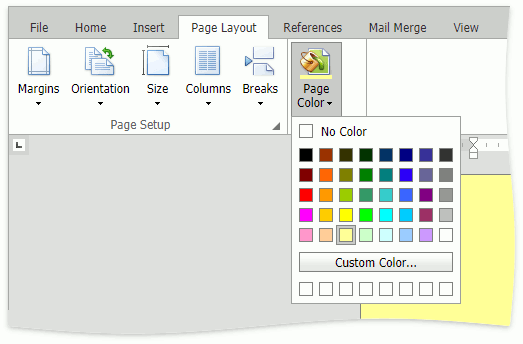 File Home Insert Page Layout References Mail Merge View
Margins Orientation Size Columns Breaks Page
Color
Page Setup
No Color
Custom Color...